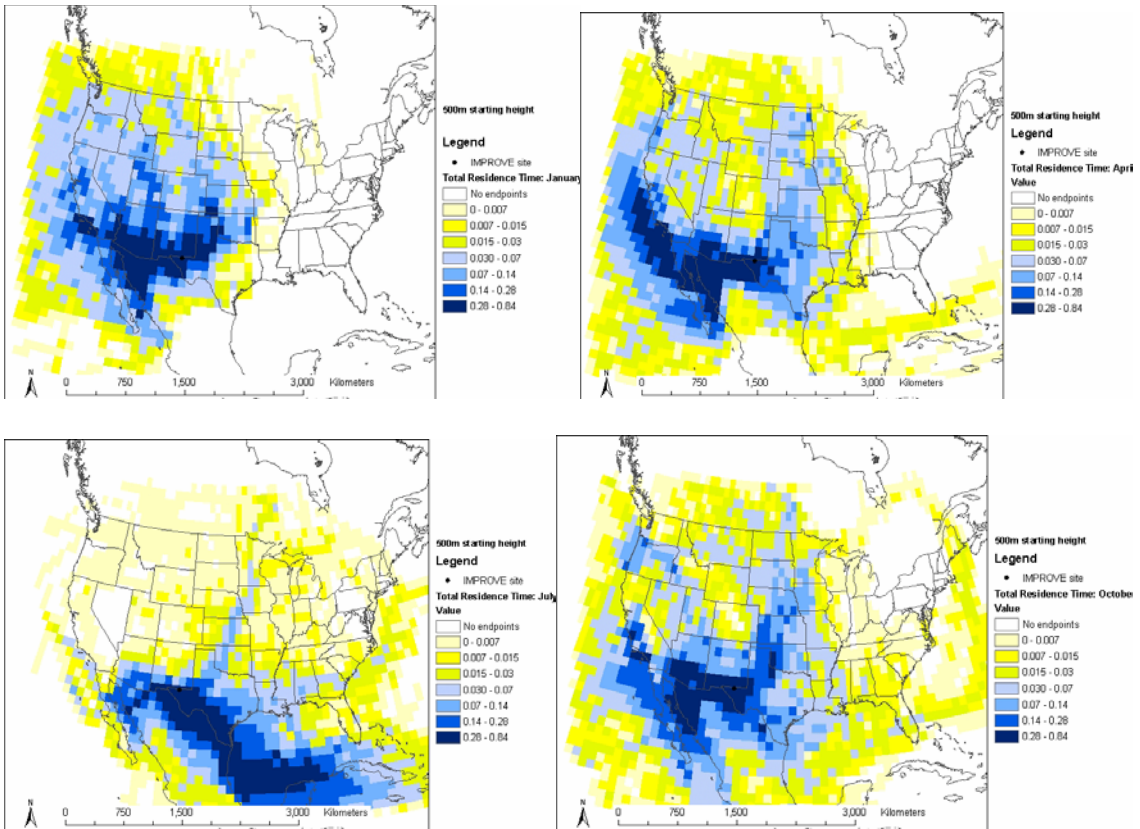 500m starting height
Legend
IMPROVE site
Total Residence Time: January
No endpoints
0 - 0.007
0.007 - 0.015
0.015 - 0.03
0.030 - 0.07
0.07 - 0.14
0.14 - 0.28
0.28 - 0.84
N
0 750 1,500 3,000 Kilometers
500m starting height
Legend
IMPROVE site
Total Residence Time: April
Value
No endpoints
0 - 0.007
0.007 - 0.015
0.015 - 0.03
0.030 - 0.07
0.07 - 0.14
0.14 - 0.28
0.28 - 0.84
N
0 750 1,500 3,000 Kilometers
500m starting height
Legend
IMPROVE site
Total Residence Time: July
Value
No endpoints
0 - 0.007
0.007 - 0.015
0.015 - 0.03
0.030 - 0.07
0.07 - 0.14
0.14 - 0.28
0.28 - 0.84
N
0 750 1,500 3,000 Kilometers
500m starting height
Legend
IMPROVE site
Total Residence Time: October
Value
No endpoints
0 - 0.007
0.007 - 0.015
0.015 - 0.03
0.030 - 0.07
0.07 - 0.14
0.14 - 0.28
0.28 - 0.84
N
0 750 1,500 3,000 Kilometers